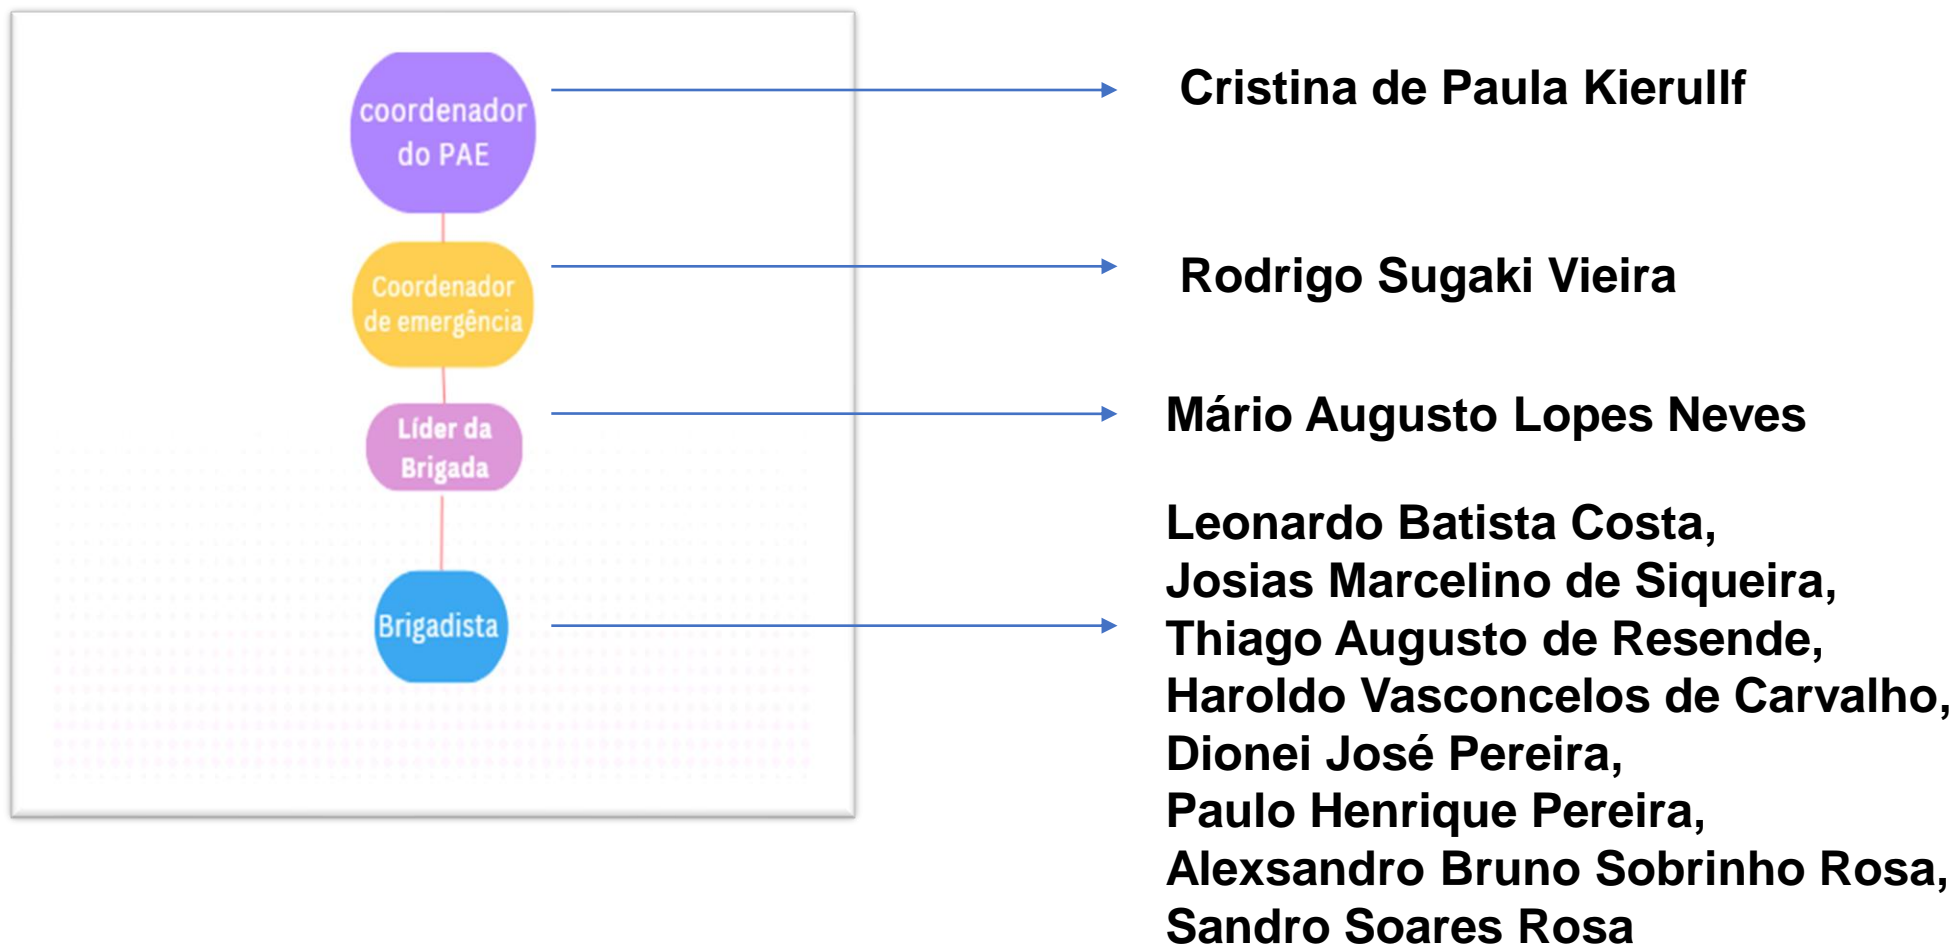 coordenador
do PAE
Cristina de Paula Kierullf
Coordenador
de emergência
Rodrigo Sugaki Vieira
Líder da
Brigada
Mário Augusto Lopes Neves
Brigadista
Leonardo Batista Costa,
Josias Marcelino de Siqueira,
Thiago Augusto de Resende,
Haroldo Vasconcelos de Carvalho,
Dionei José Pereira,
Paulo Henrique Pereira,
Alexsandro Bruno Sobrinho Rosa,
Sandro Soares Rosa